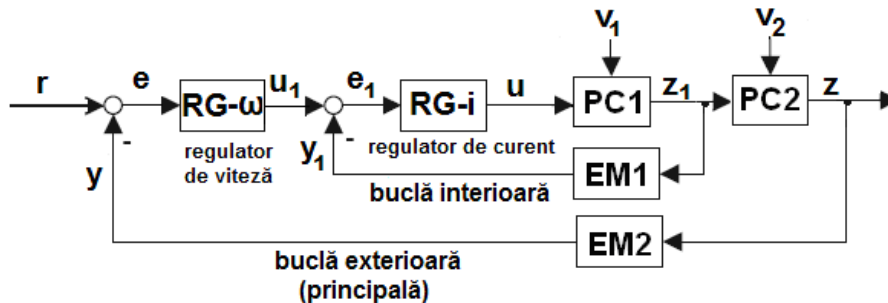 v1
v2
r
e
RG-ω
u1
e1
RG-i
u
PC1
z1
PC2
z
-
-
regulator
de viteză
y1
regulator de curent
y
buclă interioară
EM1
EM2
buclă exterioară
(principală)